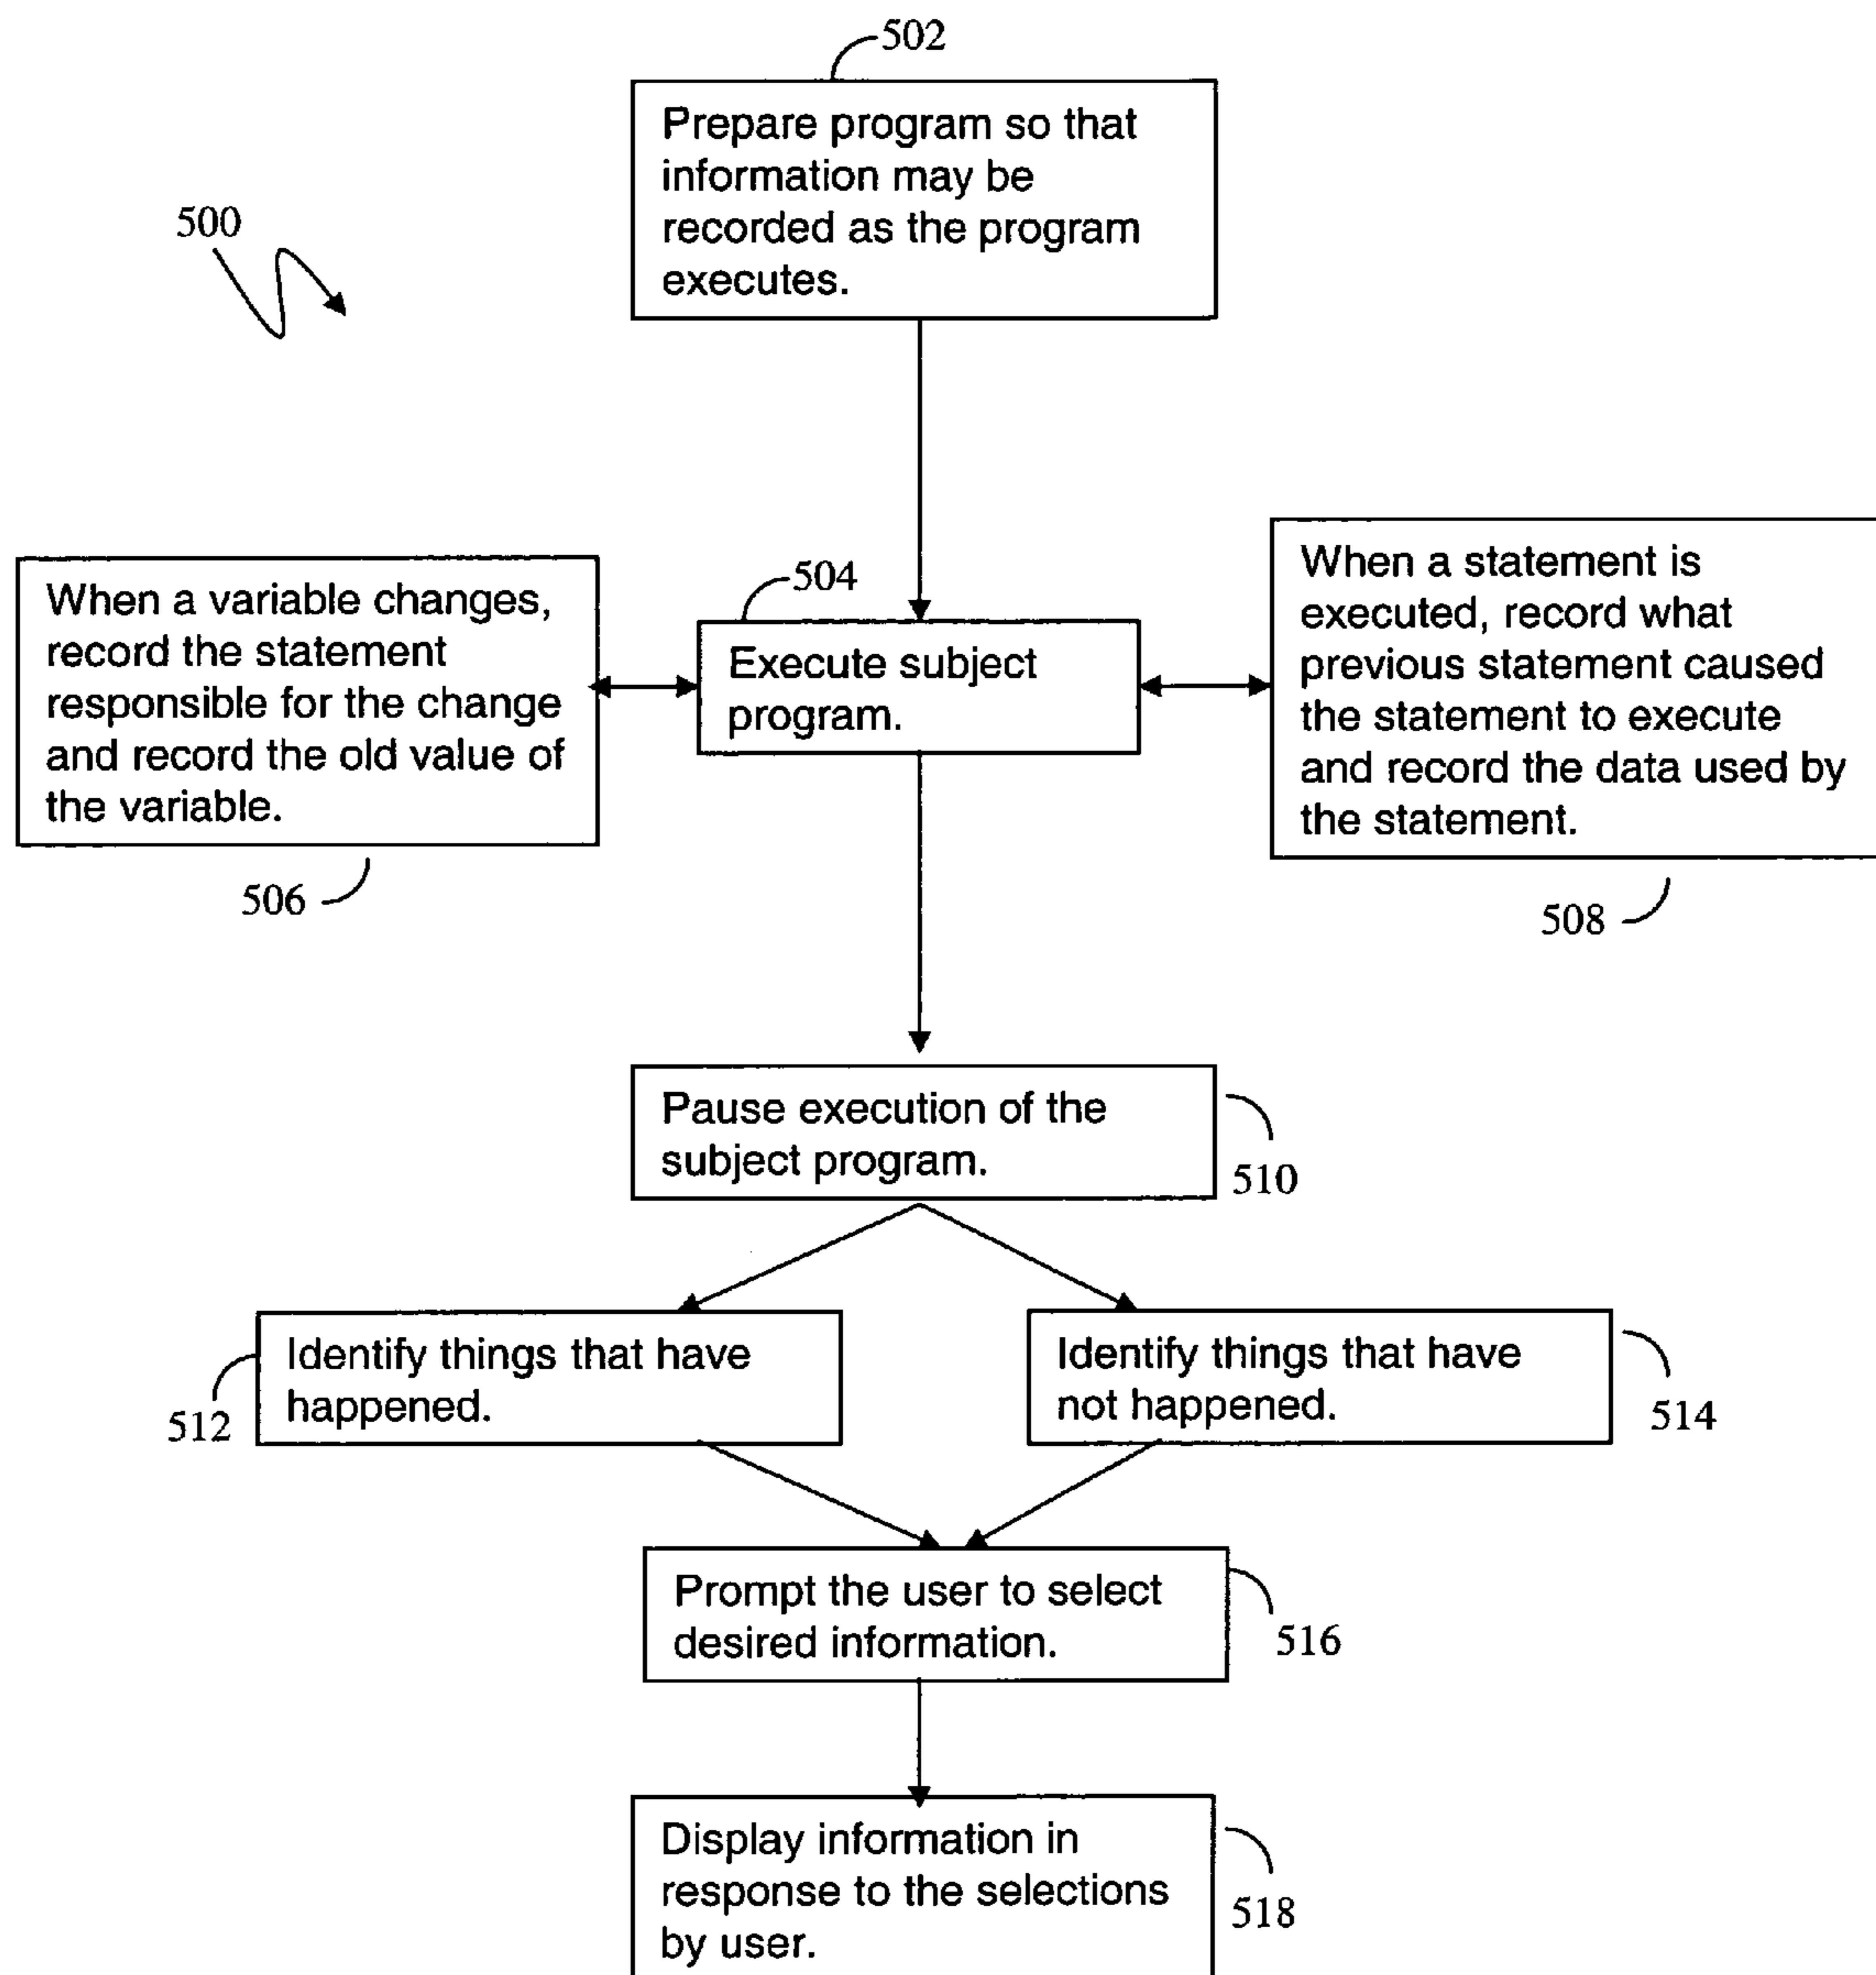 502
Prepare program so that
information may be
recorded as the program
executes.
500
504
When a variable changes,
record the statement
responsible for the change
and record the old value of
the variable.
506
Execute subject
program.
When a statement is
executed, record what
previous statement caused
the statement to execute
and record the data used by
the statement.
508
Pause execution of the
subject program.
510
Identify things that have
happened.
512
Identify things that have
not happened.
514
Prompt the user to select
desired information.
516
Display information in
response to the selections
by user.
518